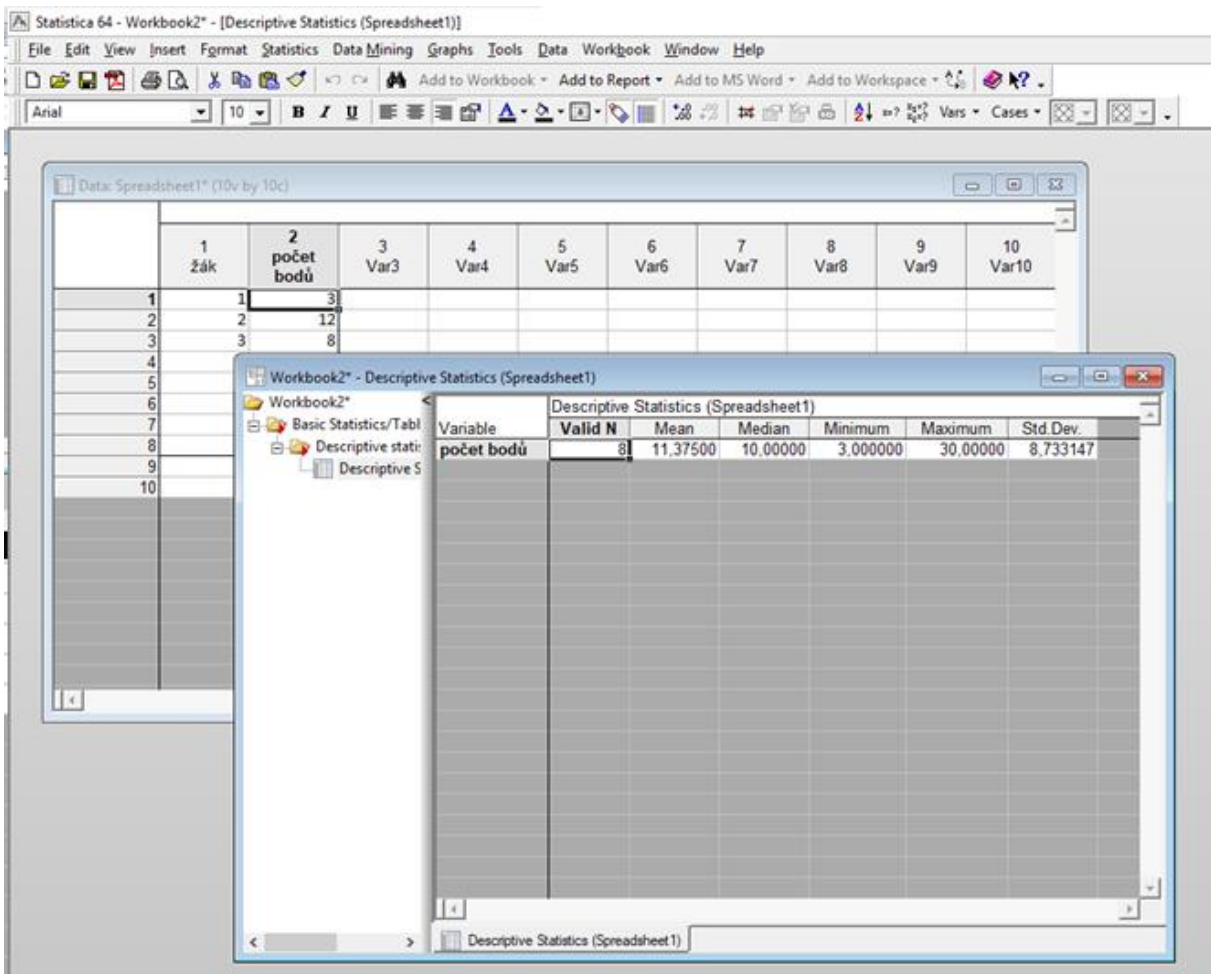 Statistica 64 - Workbook2* - [Descriptive Statistics (Spreadsheet1)]
File Edit View Insert Format Statistics Data Mining Graphs Tools Data Workbook Window Help
Add to Workbook Add to Report Add to MS Word Add to Workspace
Arial 10 B I U A Vars Cases
Data: Spreadsheet1* (10v by 10c)
1 2 3 4 5 6 7 8 9 10
žák počet bodů Var3 Var4 Var5 Var6 Var7 Var8 Var9 Var10
1 1 3
2 2 12
3 3 8
4
5
6
7
8
9
10
Workbook2* - Descriptive Statistics (Spreadsheet1)
Workbook2*
Basic Statistics/Tabl
Descriptive statis
Descriptive S
Descriptive Statistics (Spreadsheet1)
Variable Valid N Mean Median Minimum Maximum Std.Dev.
počet bodů 8 11,37500 10,00000 3,000000 30,00000 8,733147
Descriptive Statistics (Spreadsheet1)